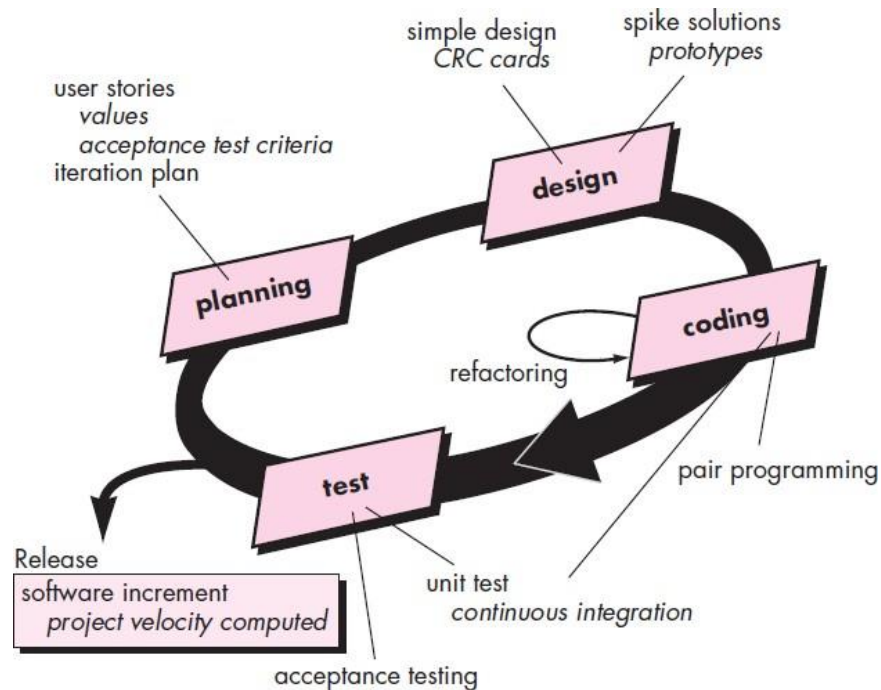 simple design
CRC cards
spike solutions
prototypes
user stories
values
acceptance test criteria
iteration plan
design
planning
coding
refactoring
test
pair programming
Release
software increment
project velocity computed
unit test
continuous integration
acceptance testing